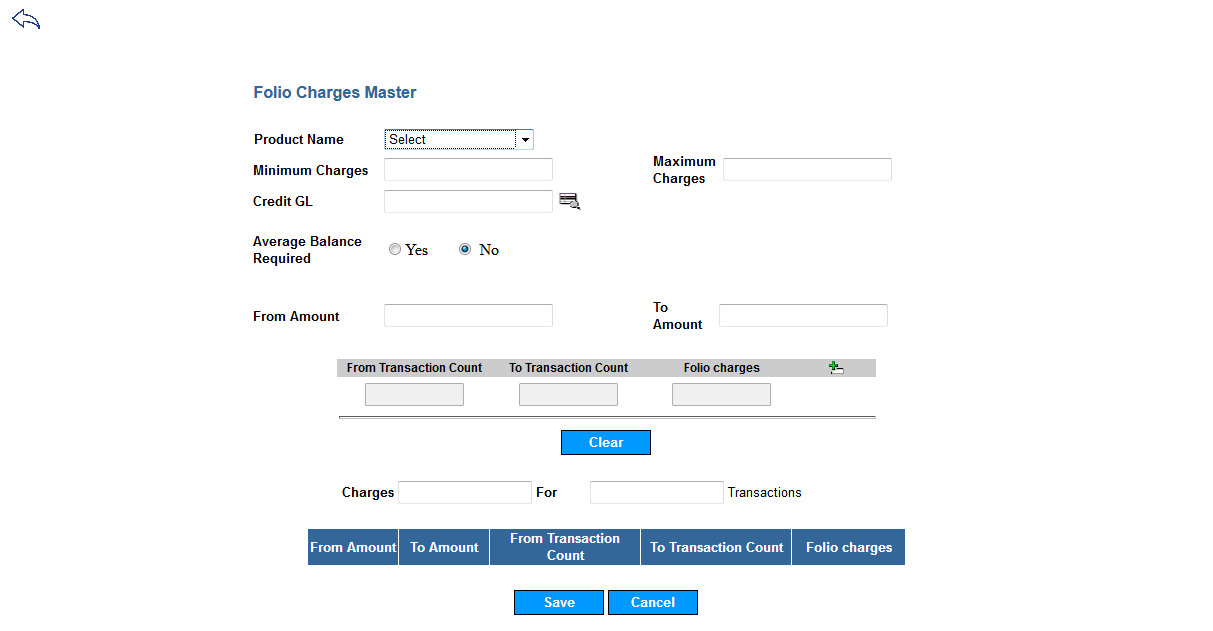 Folio Charges Master
Product Name Select
Minimum Charges
Maximum
Charges
Credit GL
Average Balance
Required
Yes No
From Amount
To
Amount
From Transaction Count To Transaction Count Folio charges
Clear
Charges For Transactions
From Amount To Amount From Transaction
Count To Transaction Count Folio charges
Save Cancel